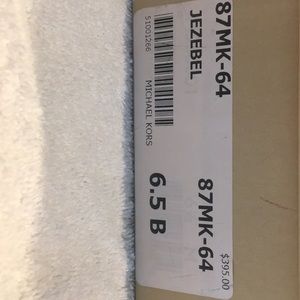 87MK-64
JEZEBEL
51001266
MICHAEL KORS
87MK-64
6.5 B
$395.00